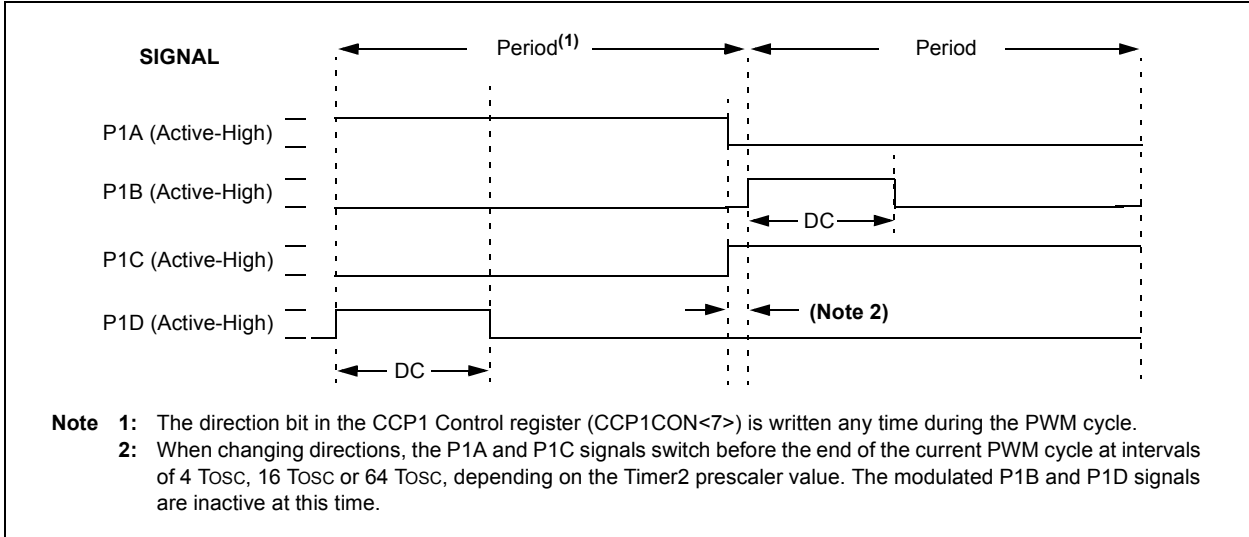 SIGNAL
Period(1)
Period
P1A (Active-High)
P1B (Active-High)
DC
P1C (Active-High)
P1D (Active-High)
(Note 2)
DC
Note 1: The direction bit in the CCP1 Control register (CCP1CON<7>) is written any time during the PWM cycle.
2: When changing directions, the P1A and P1C signals switch before the end of the current PWM cycle at intervals
of 4 TOSC, 16 TOSC or 64 TOSC, depending on the Timer2 prescaler value. The modulated P1B and P1D signals
are inactive at this time.